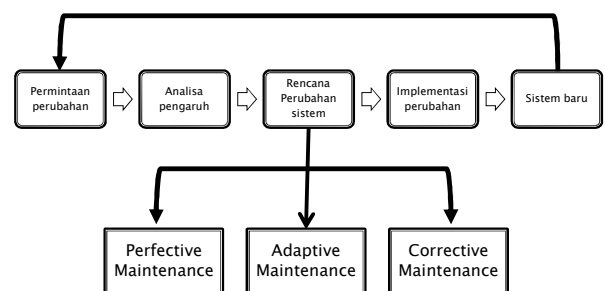 Permintaan
perubahan
Analisa
pengaruh
Rencana
Perubahan
sistem
Implementasi
perubahan
Sistem baru
Perfective
Maintenance
Adaptive
Maintenance
Corrective
Maintenance